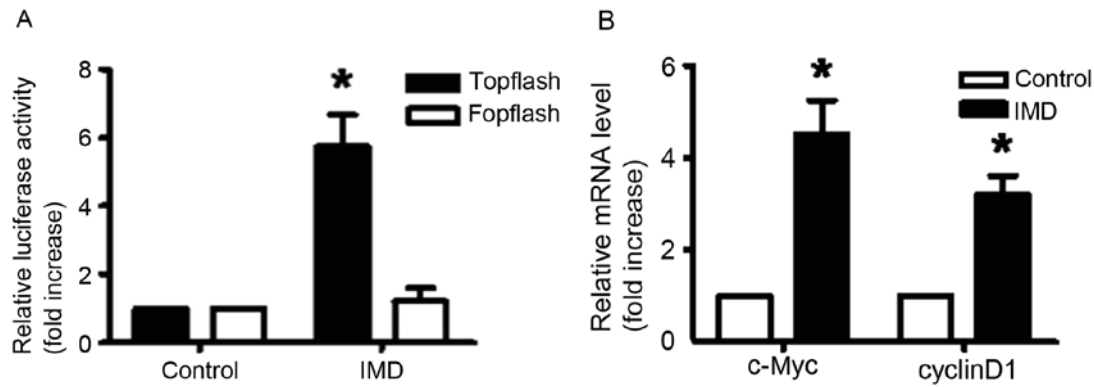 A
Relative luciferase activity
(fold increase)
8
6
4
2
0
*
Topflash
Fopflash
Control
IMD
B
Relative mRNA level
(fold increase)
6
4
2
0
*
*
Control
IMD
c-Myc
cyclinD1